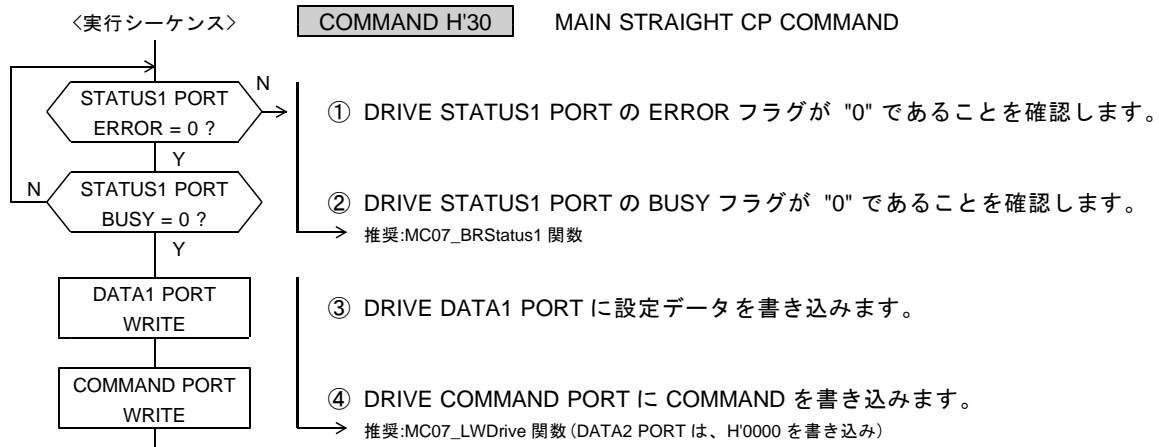 〈実行シーケンス〉
COMMAND H'30 MAIN STRAIGHT CP COMMAND
N
STATUS1 PORT
ERROR = 0 ?
① DRIVE STATUS1 PORT の ERROR フラグが "0" であることを確認します。
Y
N
STATUS1 PORT
BUSY = 0 ?
② DRIVE STATUS1 PORT の BUSY フラグが "0" であることを確認します。
推奨:MC07_BRStatus1 関数
Y
DATA1 PORT
WRITE
③ DRIVE DATA1 PORT に設定データを書き込みます。
COMMAND PORT
WRITE
④ DRIVE COMMAND PORT に COMMAND を書き込みます。
推奨:MC07_LWDrive 関数(DATA2 PORT は、H'0000 を書き込み)